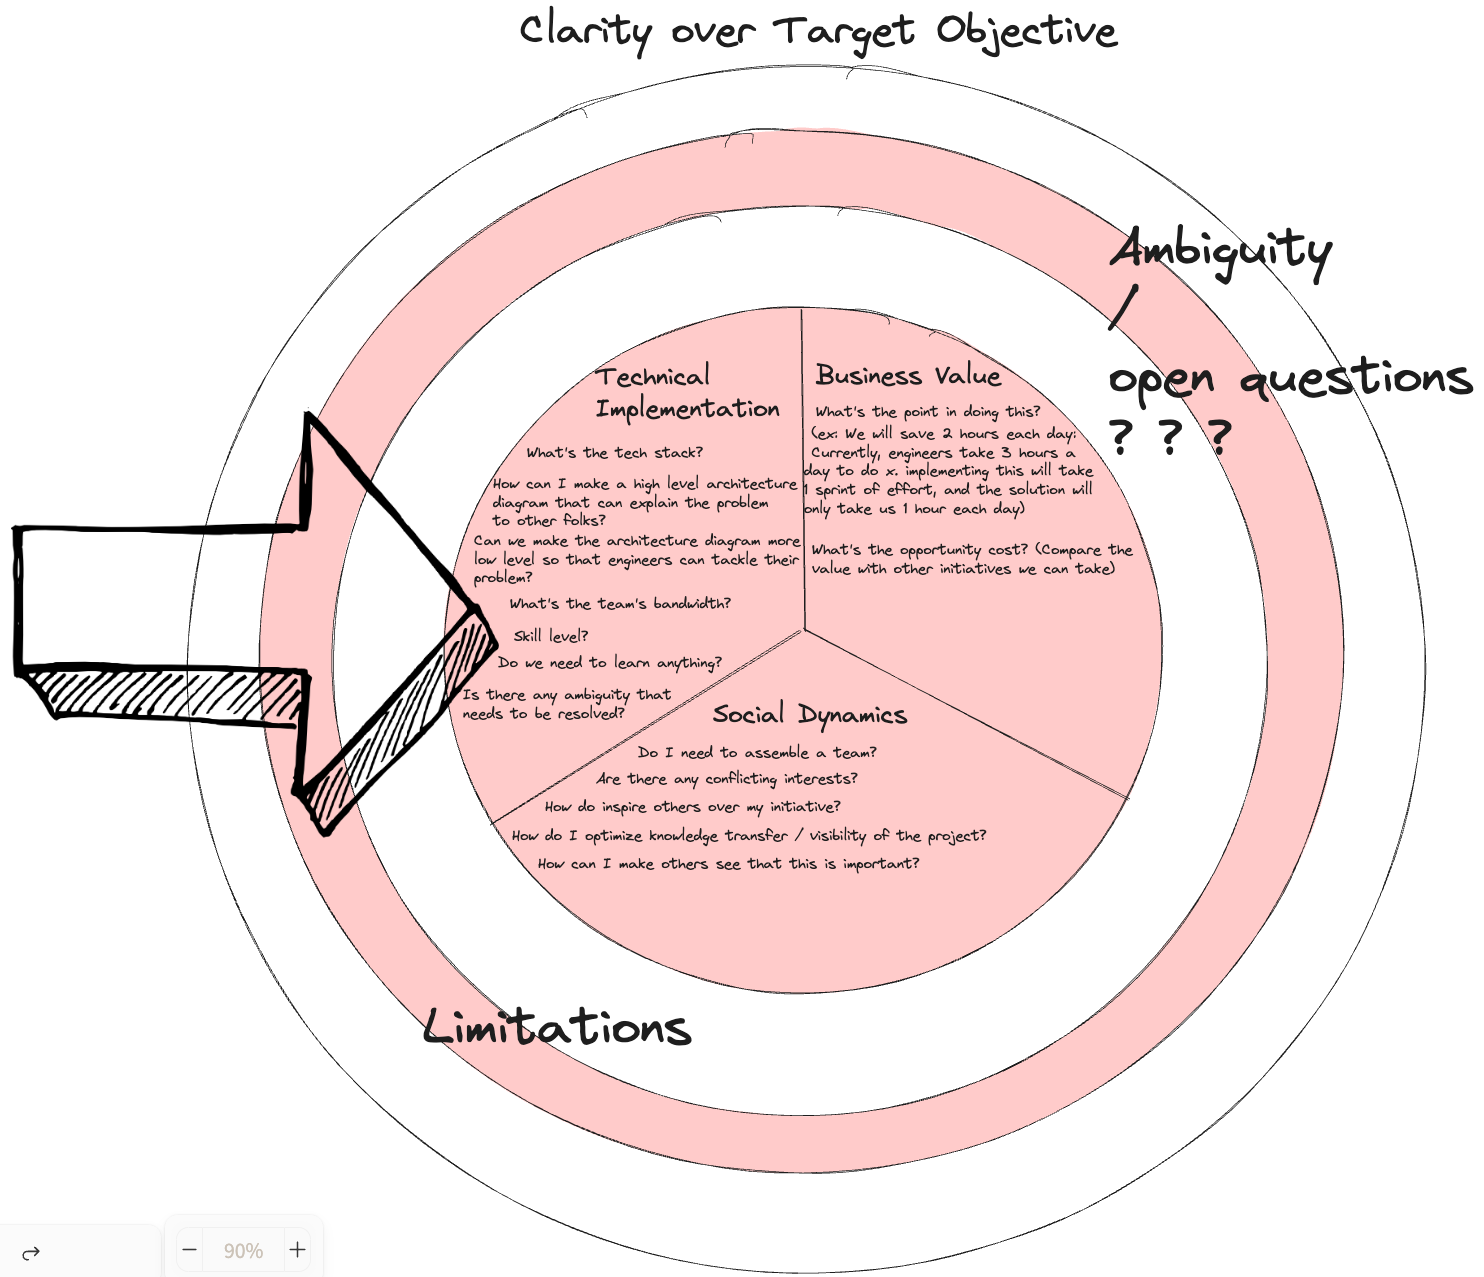 Clarity over Target Objective
Ambiguity
/
open questions
? ? ?
Technical
Implementation
What's the tech stack?
How can I make a high level architecture
diagram that can explain the problem
to other folks?
Can we make the architecture diagram more
low level so that engineers can tackle their
problem?
What's the team's bandwidth?
Skill level?
Do we need to learn anything?
Is there any ambiguity that
needs to be resolved?
Business Value
What's the point in doing this?
(ex: We will save 2 hours each day:
Currently, engineers take 3 hours a
day to do x. implementing this will take
1 sprint of effort, and the solution will
only take us 1 hour each day)
What's the opportunity cost? (Compare the
value with other initiatives we can take)
Social Dynamics
Do I need to assemble a team?
Are there any conflicting interests?
How do inspire others over my initiative?
How do I optimize knowledge transfer / visibility of the project?
How can I make others see that this is important?
Limitations
90%